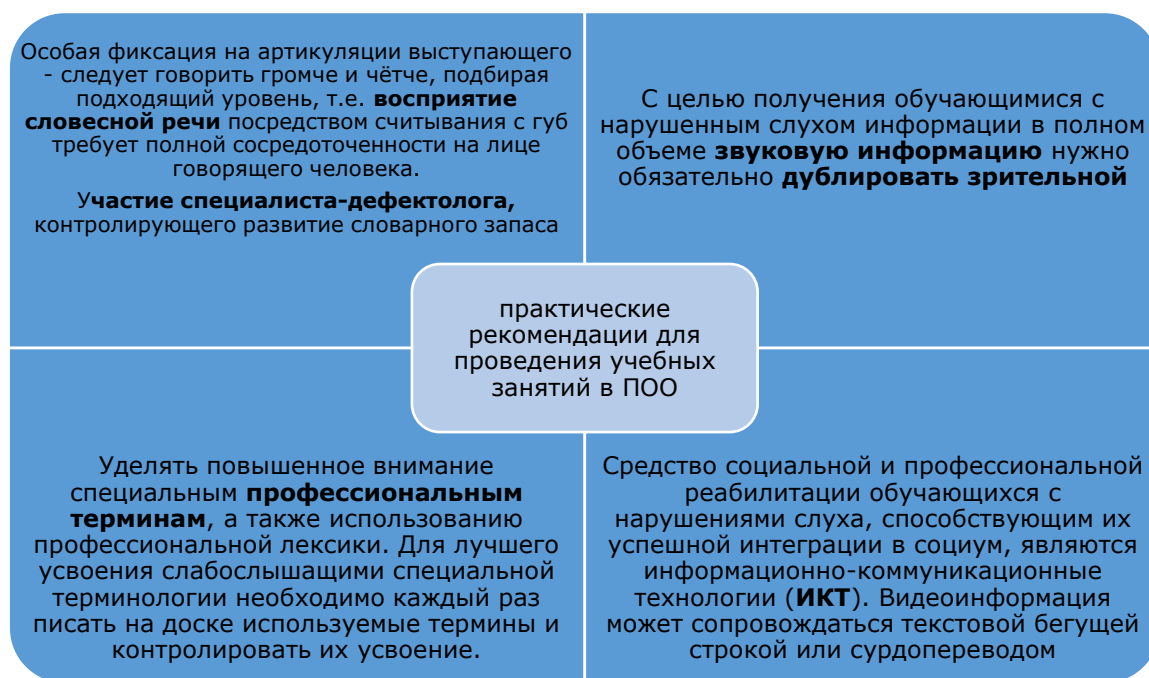 Особая фиксация на артикуляции выступающего
- следует говорить громче и чётче, подбирая
подходящий уровень, т.е. восприятие
словесной речи посредством считывания с губ
требует полной сосредоточенности на лице
говорящего человека.
Участие специалиста-дефектолога,
контролирующего развитие словарного запаса
С целью получения обучающимися с
нарушенным слухом информации в полном
объеме звуковую информацию нужно
обязательно дублировать зрительной
практические
рекомендации для
проведения учебных
занятий в ПОО
Уделять повышенное внимание
специальным профессиональным
терминам, а также использованию
профессиональной лексики. Для лучшего
усвоения слабослышащими специальной
терминологии необходимо каждый раз
писать на доске используемые термины и
контролировать их усвоение.
Средство социальной и профессиональной
реабилитации обучающихся с
нарушениями слуха, способствующим их
успешной интеграции в социум, являются
информационно-коммуникационные
технологии (ИКТ). Видеоинформация
может сопровождаться текстовой бегущей
строкой или сурдопереводом